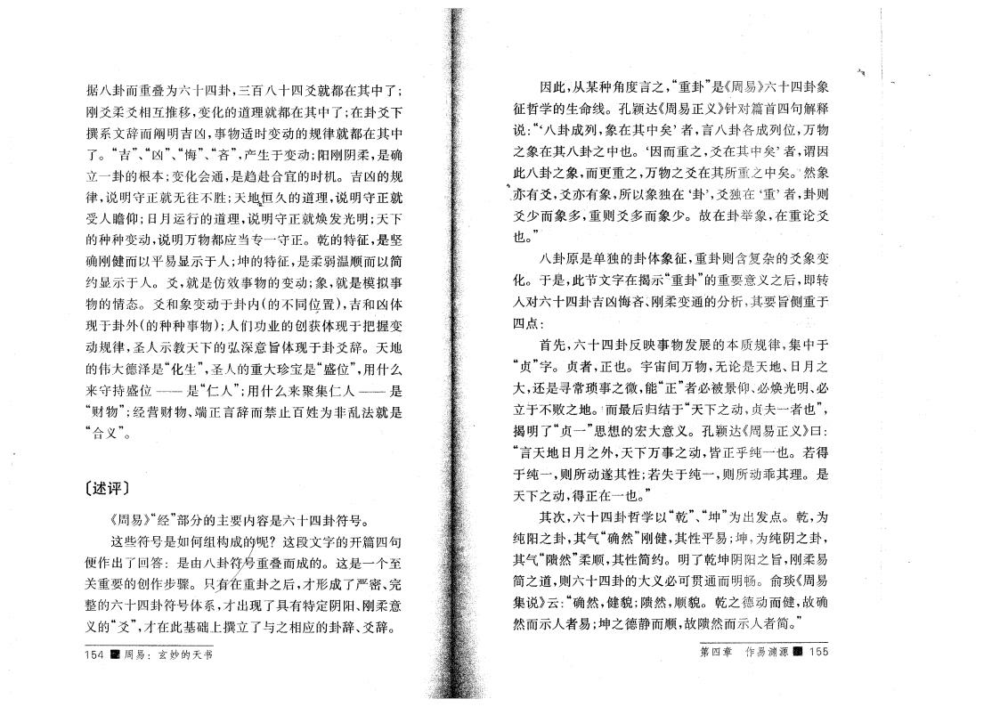 据八卦而重叠为六十四卦,三百八十四爻就都在其中了;
刚爻柔爻相互推移,变化的道理就都在其中了;在卦爻下
撰系文辞而阐明吉凶,事物适时变动的规律就都在其中
了。“吉”、“凶”、“悔”、“吝”,产生于变动;阳刚阴柔,是确
立一卦的根本;变化会通,是趋赴合宜的时机。吉凶的规
律,说明守正就无往不胜;天地恒久的道理,说明守正就
受人瞻仰;日月运行的道理,说明守正就焕发光明;天下
的种种变动,说明万物都应当专一守正。乾的特征,是坚
确刚健而以平易显示于人;坤的特征,是柔弱温顺而以简
约显示于人。爻,就是仿效事物的变动;象,就是模拟事
物的情态。爻和象变动于卦内(的不同位置),吉和凶体
现于卦外(的种种事物);人们功业的创获体现于把握变
动规律,圣人示教天下的弘深意旨体现于卦爻辞。天地
的伟大德泽是“化生”,圣人的重大珍宝是“盛位”,用什么
来守持盛位——是“仁人”;用什么来聚集仁人——是
“财物”;经营财物、端正言辞而禁止百姓为非乱法就是
“合义”。
〔述评〕
《周易》“经”部分的主要内容是六十四卦符号。
这些符号是如何组构成的呢?这段文字的开篇四句
便作出了回答:是由八卦符号重叠而成的。这是一个至
关重要的创作步骤。只有在重卦之后,才形成了严密、完
整的六十四卦符号体系,才出现了具有特定阴阳、刚柔意
义的“爻”,才在此基础上撰立了与之相应的卦辞、爻辞。
154 周易:玄妙的天书
因此,从某种角度言之,“重卦”是《周易》六十四卦象
征哲学的生命线。孔颖达《周易正义》针对篇首四句解释
说:“‘八卦成列,象在其中矣’者,言八卦各成列位,万物
之象在其八卦之中也。‘因而重之,爻在其中矣’者,谓因
此八卦之象,而更重之,万物之爻在其所重之中矣。然象
亦有爻,爻亦有象,所以象独在‘卦’,爻独在‘重’者,卦则
爻少而象多,重则爻多而象少。故在卦举象,在重论爻
也。”
八卦原是单独的卦体象征,重卦则含复杂的爻象变
化。于是,此节文字在揭示“重卦”的重要意义之后,即转
入对六十四卦吉凶悔吝、刚柔变通的分析,其要旨侧重于
四点:
首先,六十四卦反映事物发展的本质规律,集中于
“贞”字。贞者,正也。宇宙间万物,无论是天地、日月之
大,还是寻常琐事之微,能“正”者必被景仰、必焕光明、必
立于不败之地。而最后归结于“天下之动,贞夫一者也”,
揭明了“贞一”思想的宏大意义。孔颖达《周易正义》曰:
“言天地日月之外,天下万事之动,皆正乎纯一也。若得
于纯一,则所动遂其性;若失于纯一,则所动乖其理。是
天下之动,得正在一也。”
其次,六十四卦哲学以“乾”、“坤”为出发点。乾,为
纯阳之卦,其气“确然”刚健,其性平易;坤,为纯阴之卦,
其气“隤然”柔顺,其性简约。明了乾坤阴阳之旨,刚柔易
简之道,则六十四卦的大义必可贯通而明畅。俞琰《周易
集说》云:“确然,健貌;隤然,顺貌。乾之德动而健,故确
然而示人者易;坤之德静而顺,故隤然而示人者简。”
第四章 作易渊源 155